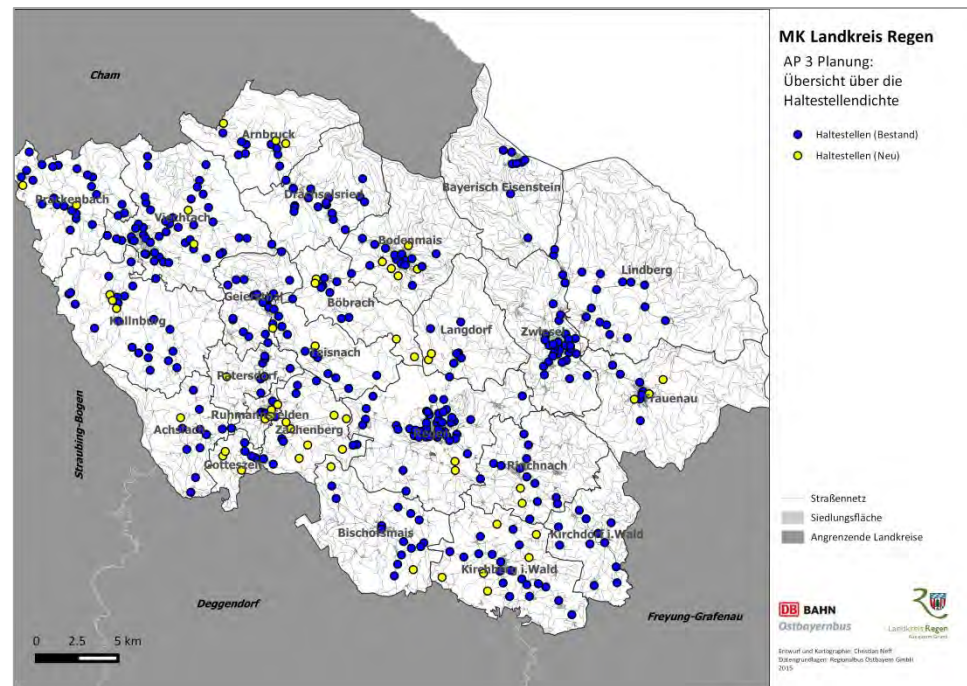 MK Landkreis Regen
AP 3 Planung:
Übersicht über die
Haltestellendichte
Haltestellen (Bestand)
Haltestellen (Neu)
Cham
Arnbruck
Bayerisch Eisenstein
Drachselsried
Prackenbach
Viechtach
Bodenmais
Lindberg
Geiersthal
Böbrach
Kollnburg
Langdorf
Zwiesel
Teisnach
Patersdorf
Frauenau
Ruhmannsfelden
Achslach
Zachenberg
Regen
Straubing-Bogen
Gotteszell
Rinchnach
Straßennetz
Siedlungsfläche
Angrenzende Landkreise
Bischofsmais
Kirchdorf i.Wald
Kirchberg i.Wald
Deggendorf
Freyung-Grafenau
0 2.5 5 km
DB BAHN
Ostbayernbus
Landkreis Regen
Entwurf und Kartographie: Christian Neff
Datengrundlagen: Regionalbus Ostbayern GmbH
2015